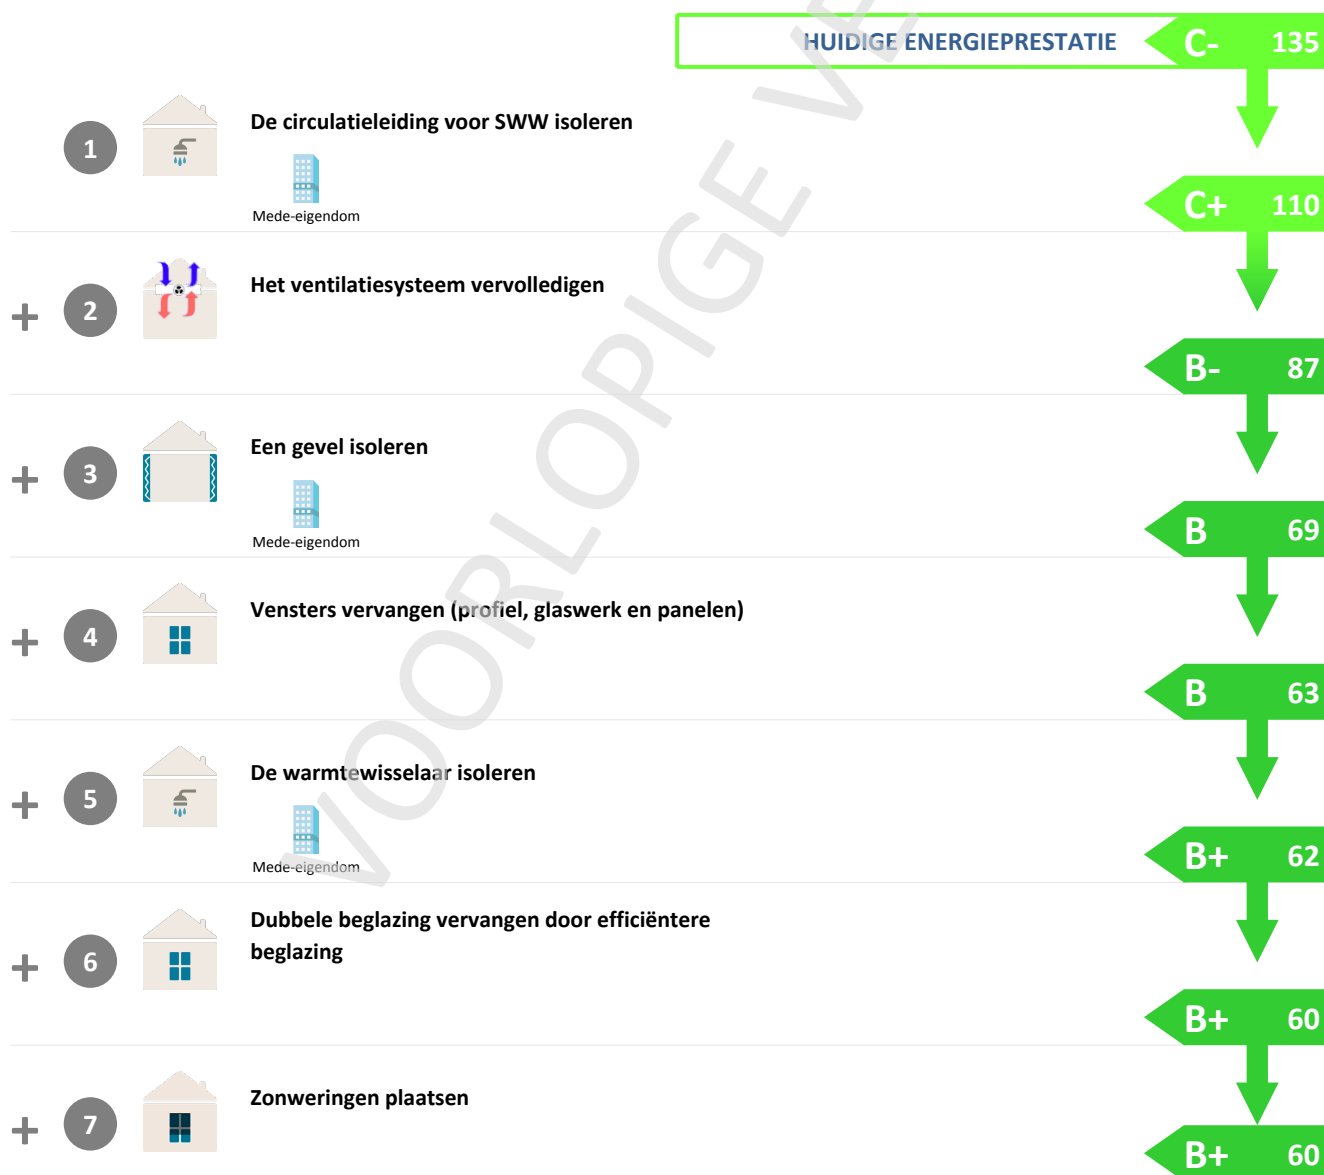 HUIDIGE ENERGIEPRESTATIE C- 135
1 De circulatieleiding voor SWW isoleren
Mede-eigendom
C+ 110
+ 2 Het ventilatiesysteem vervolledigen
B- 87
+ 3 Een gevel isoleren
Mede-eigendom
B 69
+ 4 Vensters vervangen (profiel, glaswerk en panelen)
B 63
+ 5 De warmtewisselaar isoleren
Mede-eigendom
B+ 62
+ 6 Dubbele beglazing vervangen door efficiëntere
beglazing
B+ 60
+ 7 Zonweringen plaatsen
B+ 60
VOORLOPIGE VE